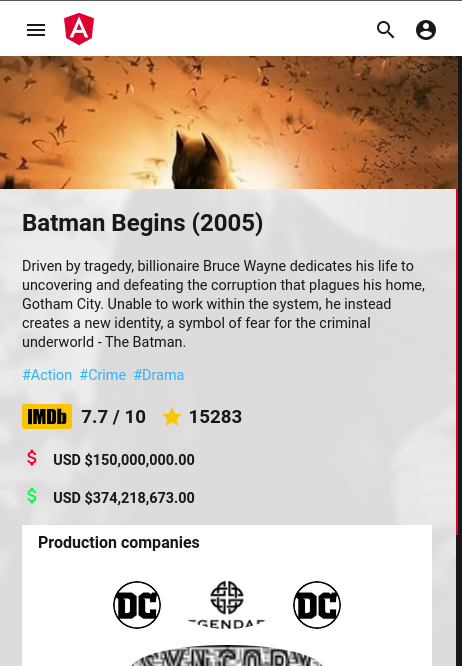 A
Batman Begins (2005)
Driven by tragedy, billionaire Bruce Wayne dedicates his life to
uncovering and defeating the corruption that plagues his home,
Gotham City. Unable to work within the system, he instead
creates a new identity, a symbol of fear for the criminal
underworld - The Batman.
#Action #Crime #Drama
IMDb 7.7 / 10 15283
$ USD $150,000,000.00
$ USD $374,218,673.00
Production companies
DC DC
SYNCOPY